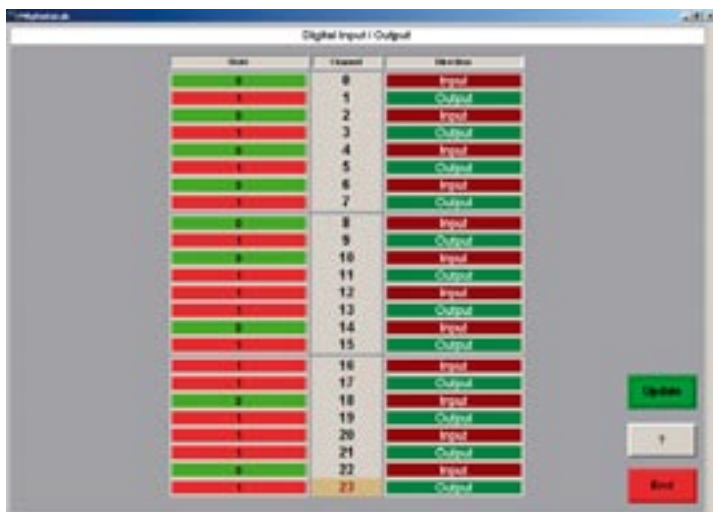 Digital Input / Output
State Channel Direction
0 0 Input
1 1 Output
0 2 Input
1 3 Output
0 4 Input
1 5 Output
0 6 Input
1 7 Output
0 8 Input
1 9 Output
0 10 Input
1 11 Output
1 12 Input
1 13 Output
0 14 Input
1 15 Output
1 16 Input
1 17 Output
0 18 Input
1 19 Output
1 20 Input
1 21 Output
0 22 Input
1 23 Output
Update
?
End